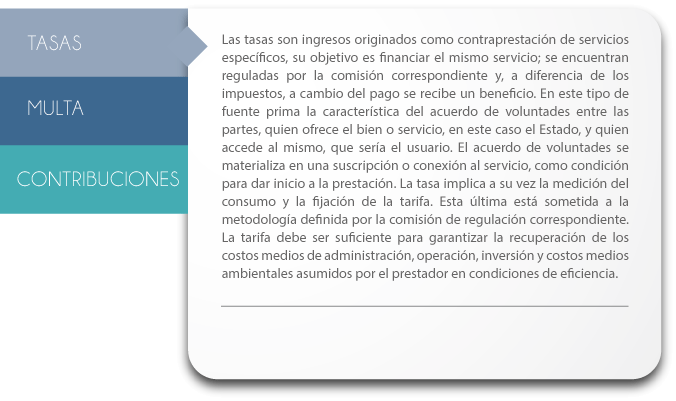 TASAS
MULTA
CONTRIBUCIONES
Las tasas son ingresos originados como contraprestación de servicios
específicos, su objetivo es financiar el mismo servicio; se encuentran
reguladas por la comisión correspondiente y, a diferencia de los
impuestos, a cambio del pago se recibe un beneficio. En este tipo de
fuente prima la característica del acuerdo de voluntades entre las
partes, quien ofrece el bien o servicio, en este caso el Estado, y quien
accede al mismo, que sería el usuario. El acuerdo de voluntades se
materializa en una suscripción o conexión al servicio, como condición
para dar inicio a la prestación. La tasa implica a su vez la medición del
consumo y la fijación de la tarifa. Esta última está sometida a la
metodología definida por la comisión de regulación correspondiente.
La tarifa debe ser suficiente para garantizar la recuperación de los
costos medios de administración, operación, inversión y costos medios
ambientales asumidos por el prestador en condiciones de eficiencia.